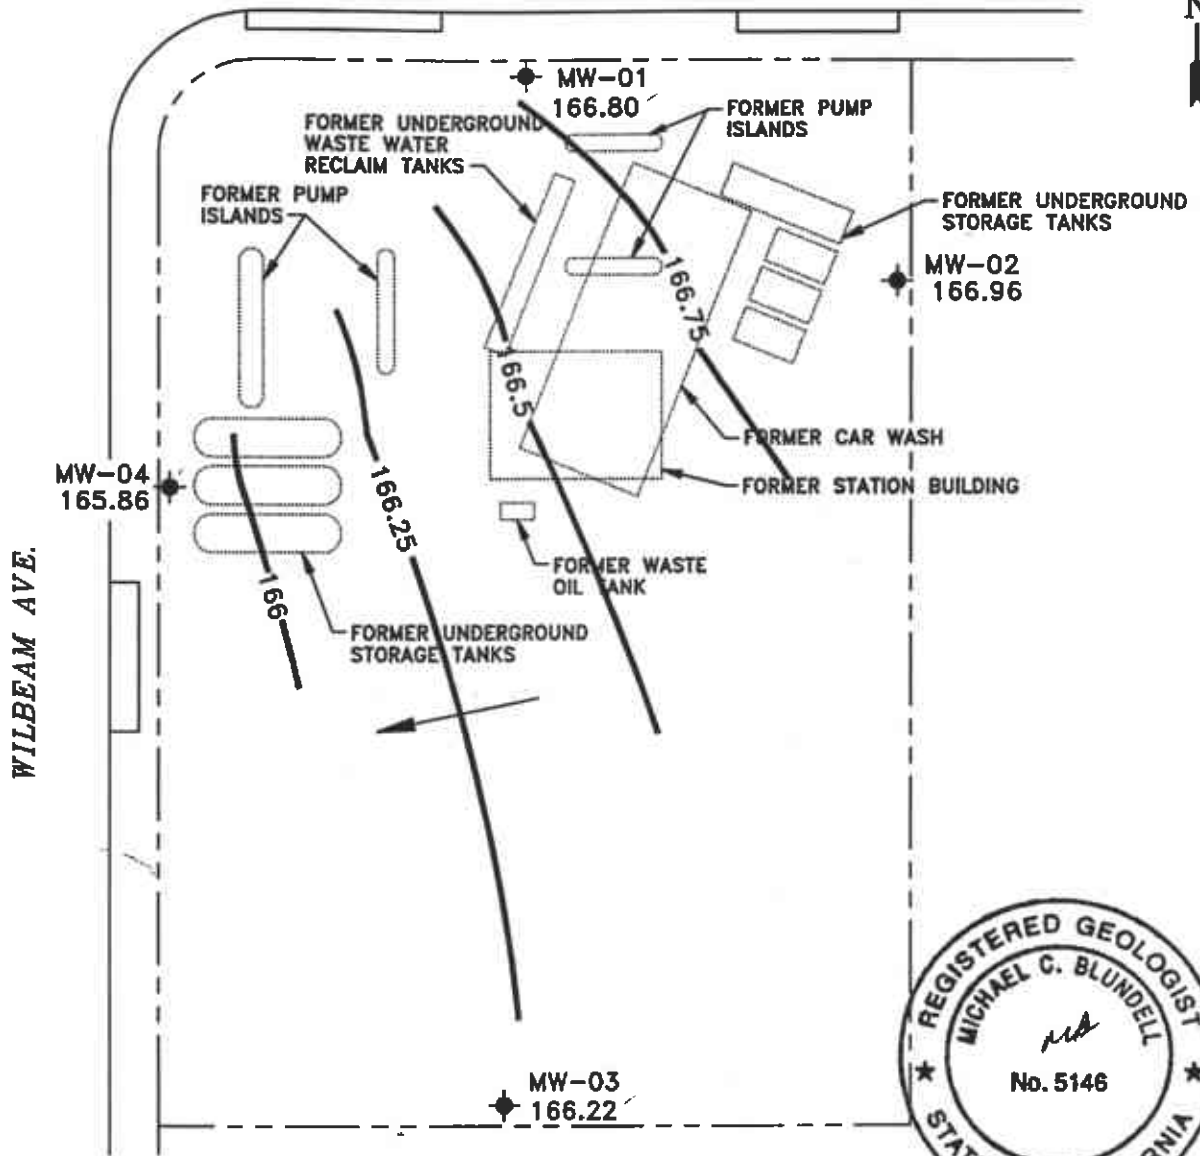 N
MW-01
166.80
FORMER PUMP
ISLANDS
FORMER UNDERGROUND
WASTE WATER
RECLAIM TANKS
FORMER PUMP
ISLANDS
FORMER UNDERGROUND
STORAGE TANKS
MW-02
166.96
166.75
166.5
FORMER CAR WASH
MW-04
165.86
166.25
FORMER STATION BUILDING
FORMER WASTE
OIL TANK
166
FORMER UNDERGROUND
STORAGE TANKS
WILBEAM AVE.
MW-03
166.22
REGISTERED GEOLOGIST
MICHAEL C. BLUNDELL
No. 5146